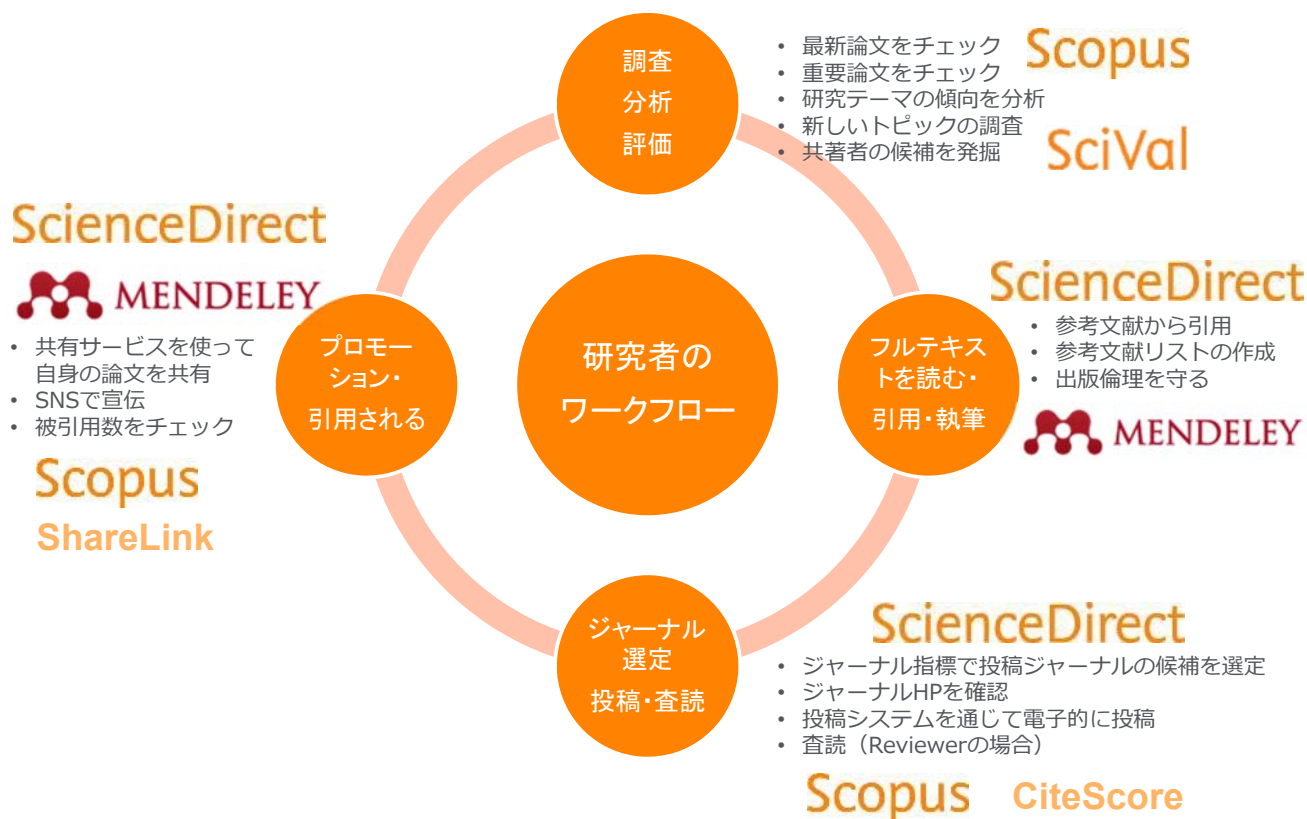 調査
分析
評価
• 最新論文をチェック
• 重要論文をチェック
• 研究テーマの傾向を分析
• 新しいトピックの調査
• 共著者の候補を発掘
Scopus
SciVal
ScienceDirect
MENDELEY
• 共有サービスを使って
自身の論文を共有
• SNSで宣伝
• 被引用数をチェック
Scopus
ShareLink
プロモー
ション・
引用される
研究者の
ワークフロー
フルテキス
トを読む・
引用・執筆
ScienceDirect
• 参考文献から引用
• 参考文献リストの作成
• 出版倫理を守る
MENDELEY
ジャーナル
選定
投稿・査読
ScienceDirect
• ジャーナル指標で投稿ジャーナルの候補を選定
• ジャーナルHPを確認
• 投稿システムを通じて電子的に投稿
• 査読（Reviewerの場合）
Scopus
CiteScore